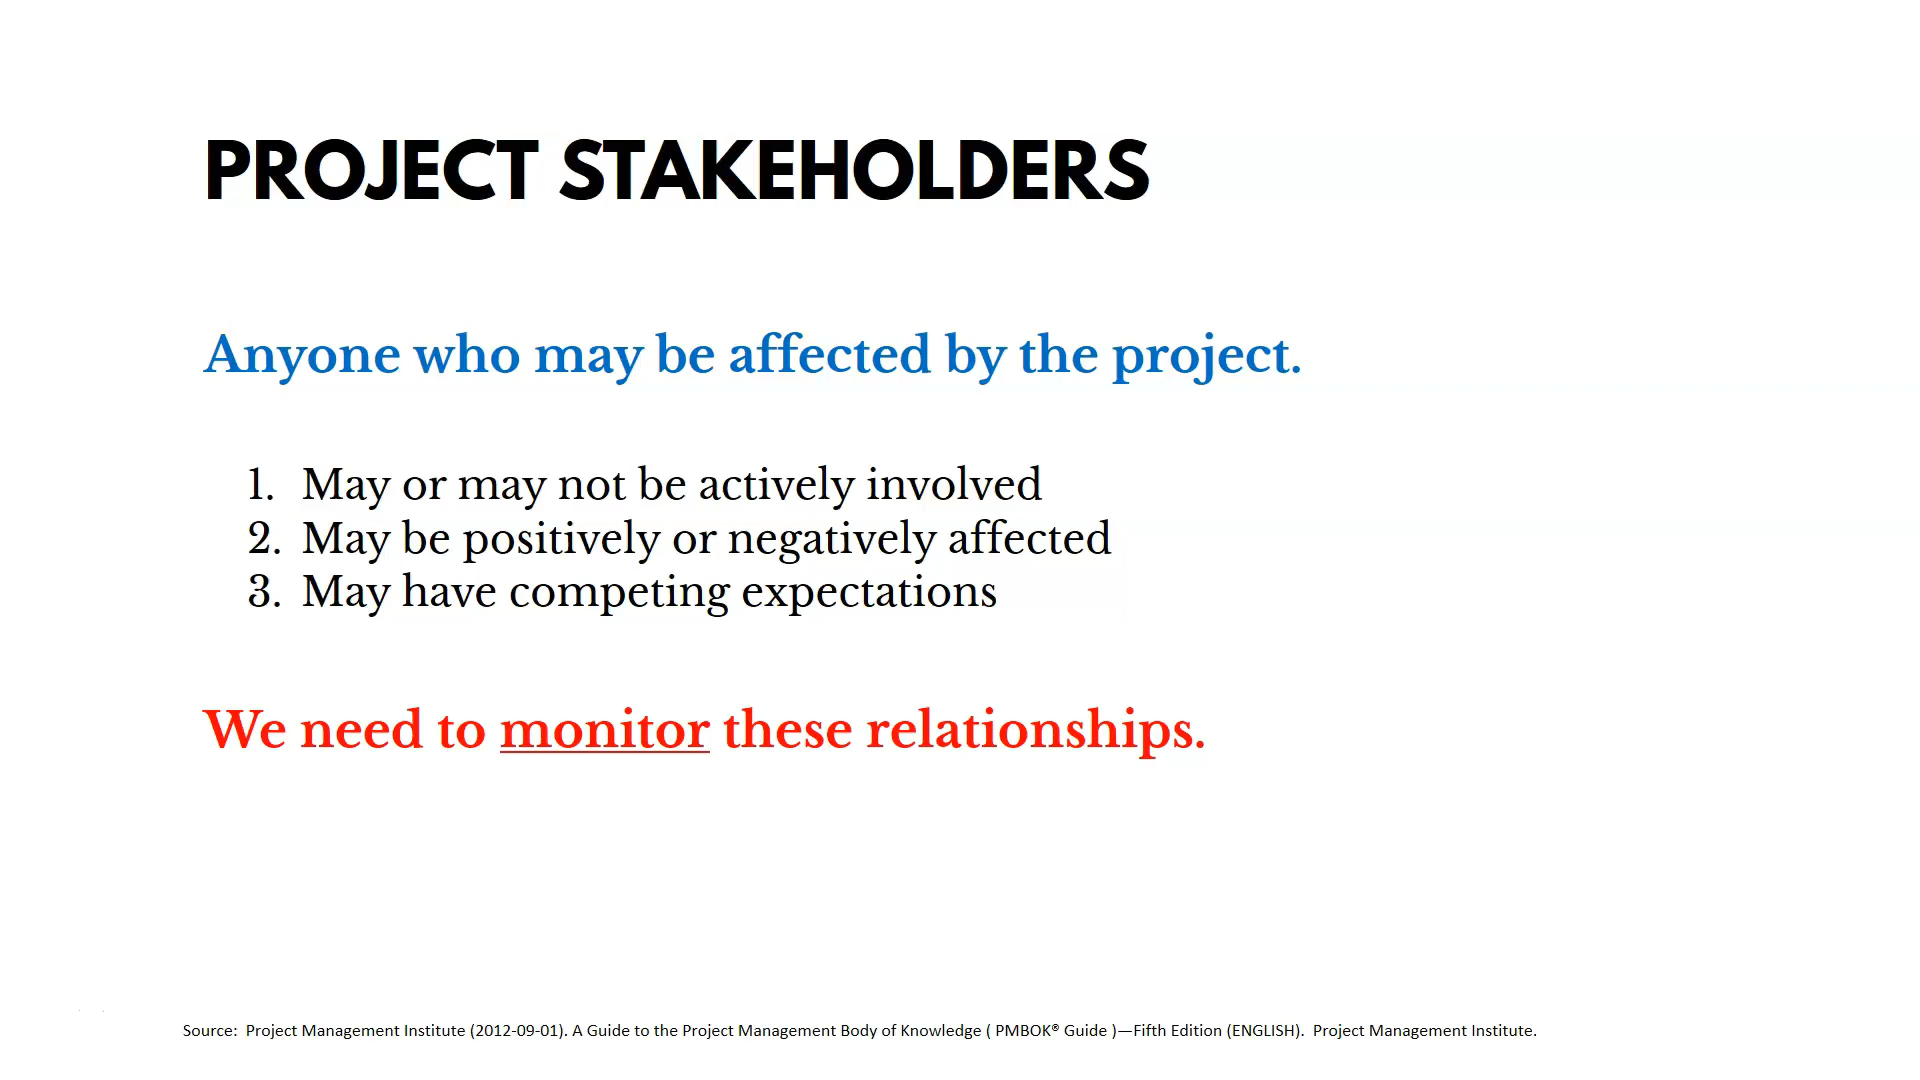 PROJECT STAKEHOLDERS
Anyone who may be affected by the project.
1. May or may not be actively involved
2. May be positively or negatively affected
3. May have competing expectations
We need to monitor these relationships.
Source:  Project Management Institute (2012-09-01). A Guide to the Project Management Body of Knowledge ( PMBOK® Guide )—Fifth Edition (ENGLISH).  Project Management Institute.